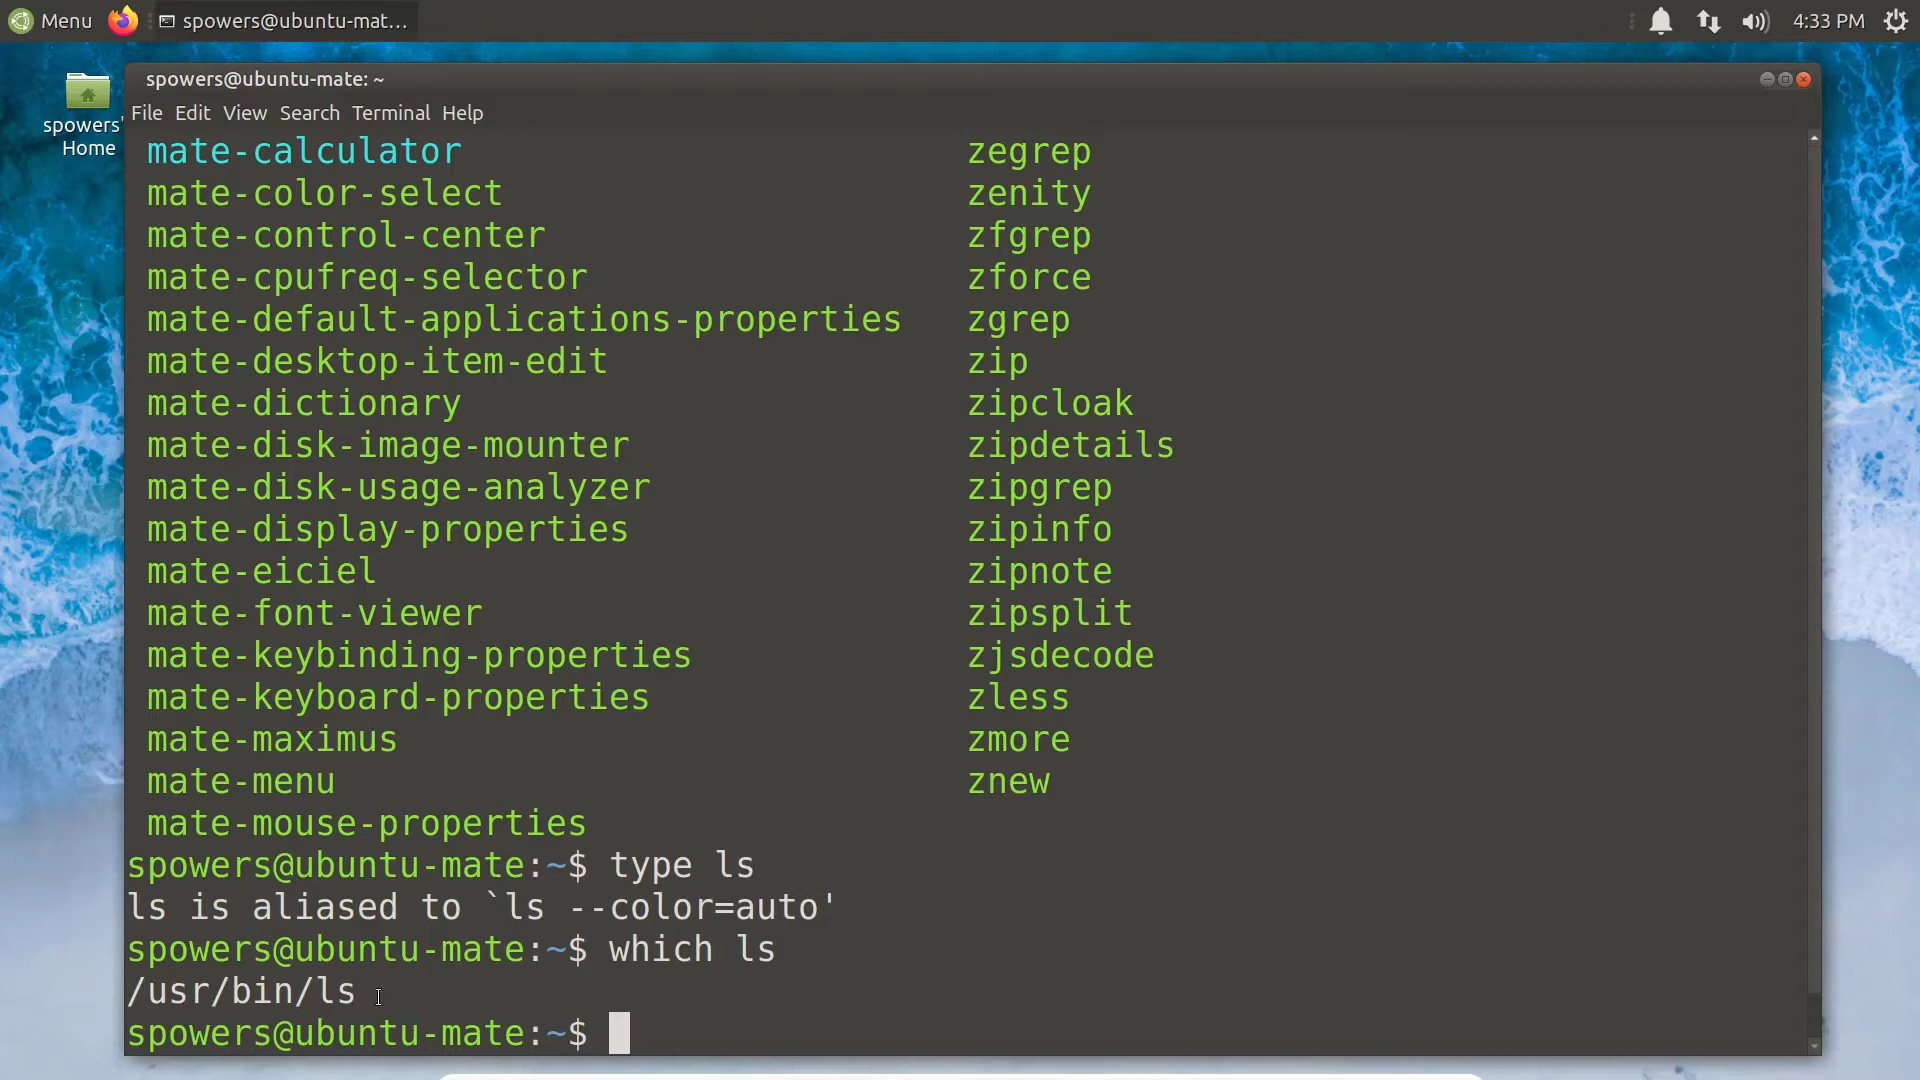 Menu
spowers@ubuntu-mat...
4:33 PM
spowers'
Home
spowers@ubuntu-mate: ~
File Edit View Search Terminal Help
mate-calculator zegrep
mate-color-select zenity
mate-control-center zfgrep
mate-cpufreq-selector zforce
mate-default-applications-properties zgrep
mate-desktop-item-edit zip
mate-dictionary zipcloak
mate-disk-image-mounter zipdetails
mate-disk-usage-analyzer zipgrep
mate-display-properties zipinfo
mate-eiciel zipnote
mate-font-viewer zipsplit
mate-keybinding-properties zjsdecode
mate-keyboard-properties zless
mate-maximus zmore
mate-menu znew
mate-mouse-properties
spowers@ubuntu-mate:~$ type ls
ls is aliased to `ls --color=auto'
spowers@ubuntu-mate:~$ which ls
/usr/bin/ls
spowers@ubuntu-mate:~$